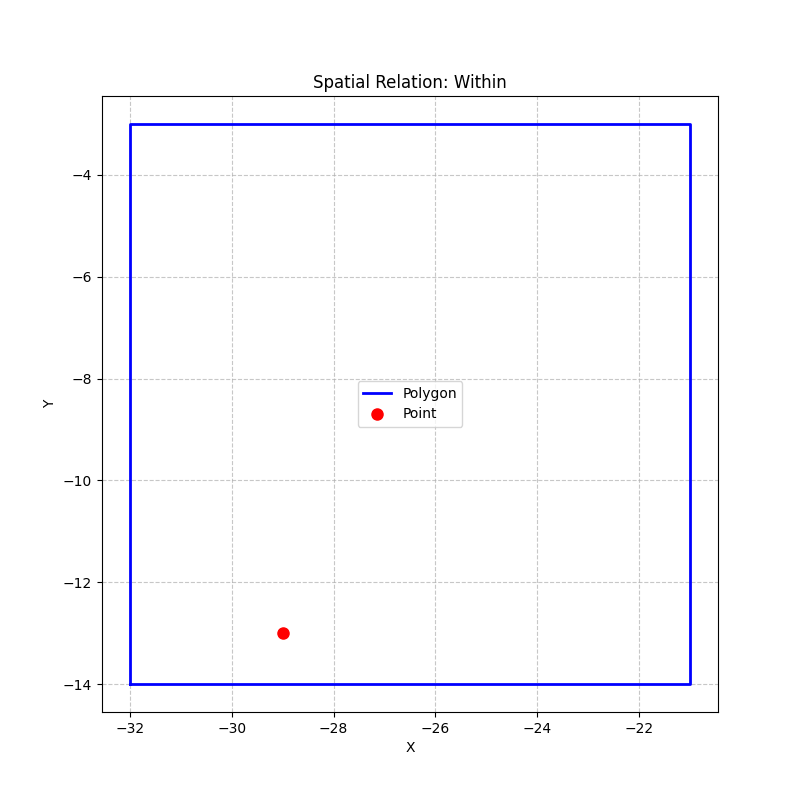 Spatial Relation: Within
Y
−4
−6
−8
−10
−12
−14
Polygon
Point
−32 −30 −28 −26 −24 −22
X